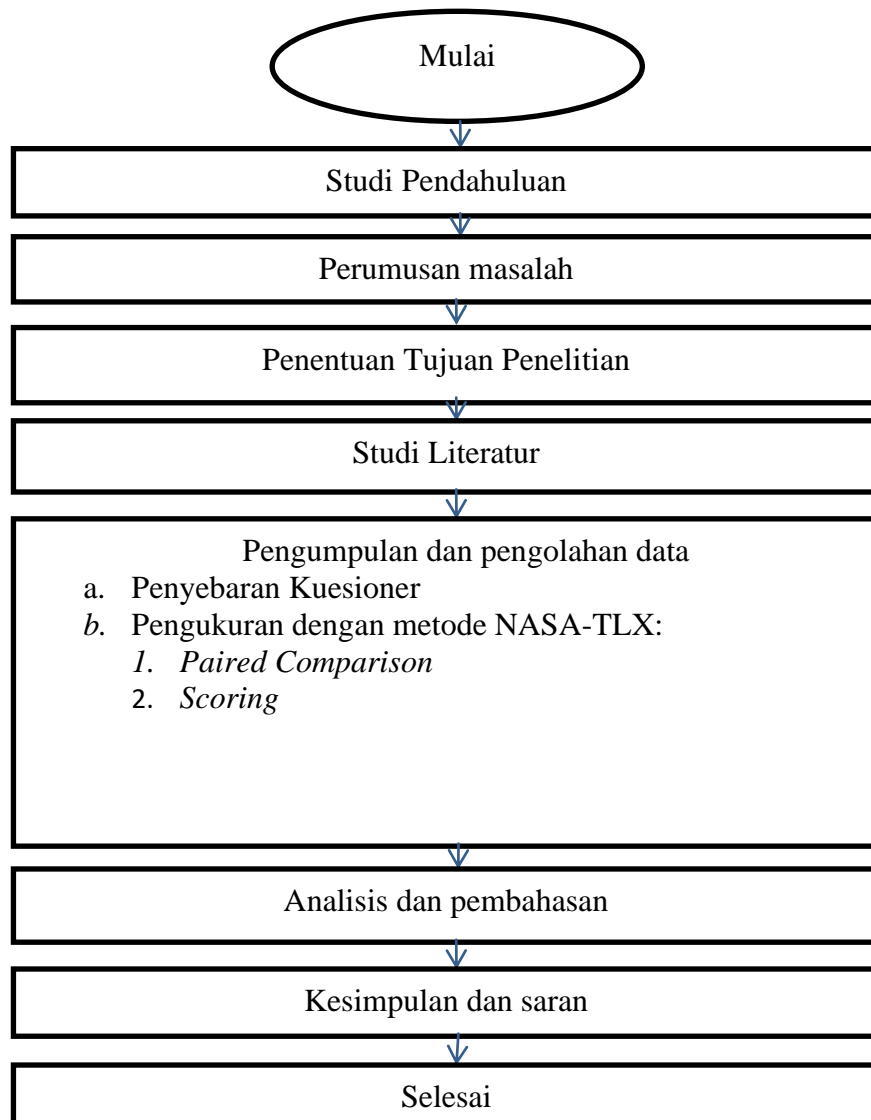 Mulai
Studi Pendahuluan
Perumusan masalah
Penentuan Tujuan Penelitian
Studi Literatur
Pengumpulan dan pengolahan data
a. Penyebaran Kuesioner
b. Pengukuran dengan metode NASA-TLX:
1. Paired Comparison
2. Scoring
Analisis dan pembahasan
Kesimpulan dan saran
Selesai